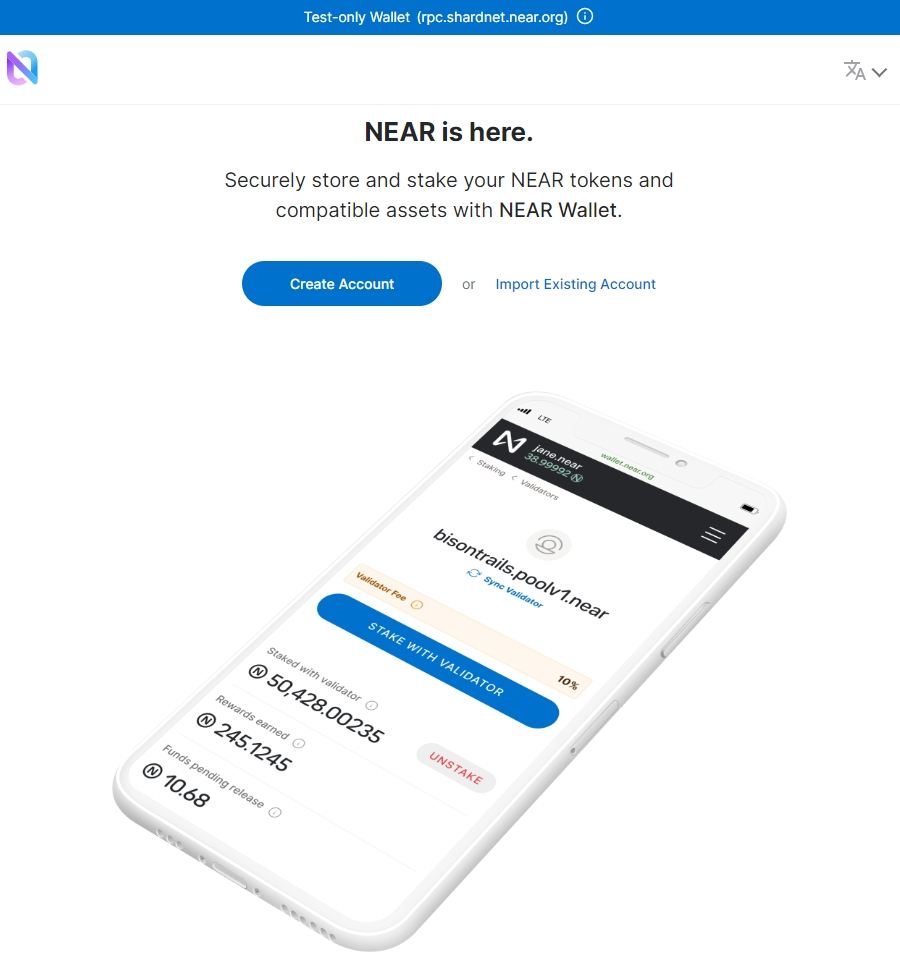 Test-only Wallet (rpc.shardnet.near.org)
NEAR is here.
Securely store and stake your NEAR tokens and
compatible assets with NEAR Wallet.
Create Account or Import Existing Account
LTE
jane.near
38.99992
wallet.near.org
Staking Validators
bisontrails.poolv1.near
Sync Validator
Validator Fee
10%
STAKE WITH VALIDATOR
Staked with validator
50,428.00235
UNSTAKE
Rewards earned
245.1245
Funds pending release
10.68